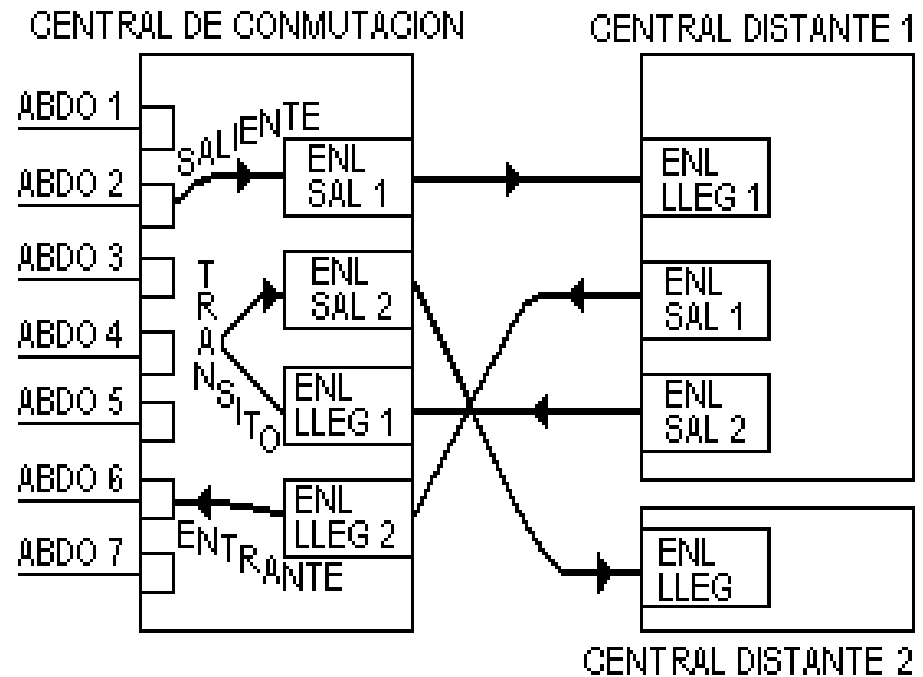 CENTRAL DE CONMUTACION
CENTRAL DISTANTE 1
ABDO 1
ABDO 2
ABDO 3
ABDO 4
ABDO 5
ABDO 6
ABDO 7
SALIENTE
ENL
SAL 1
TRANSITO
ENL
SAL 2
ENL
LLEG 1
ENTRANTE
ENL
LLEG 2
ENL
LLEG 1
ENL
SAL 1
ENL
SAL 2
ENL
LLEG
CENTRAL DISTANTE 2